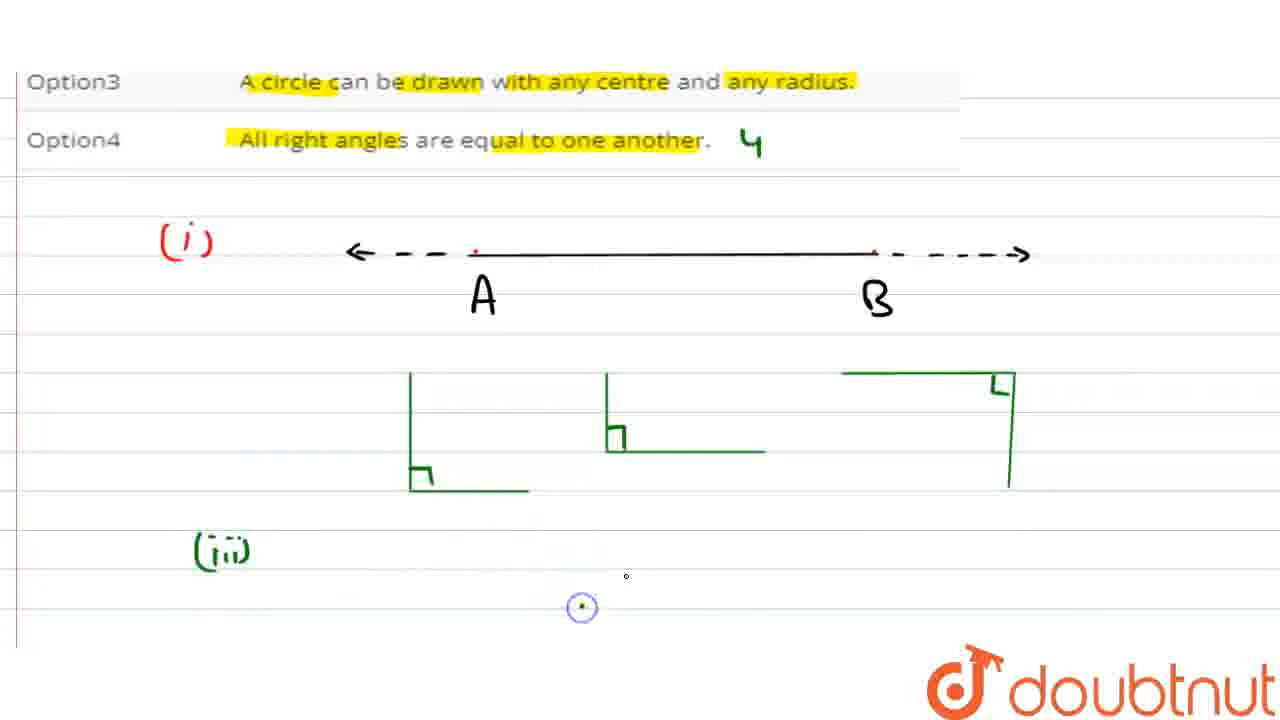 Option3 A circle can be drawn with any centre and any radius.
Option4 All right angles are equal to one another. 4
(i)
A B
(iii)
doubtnut